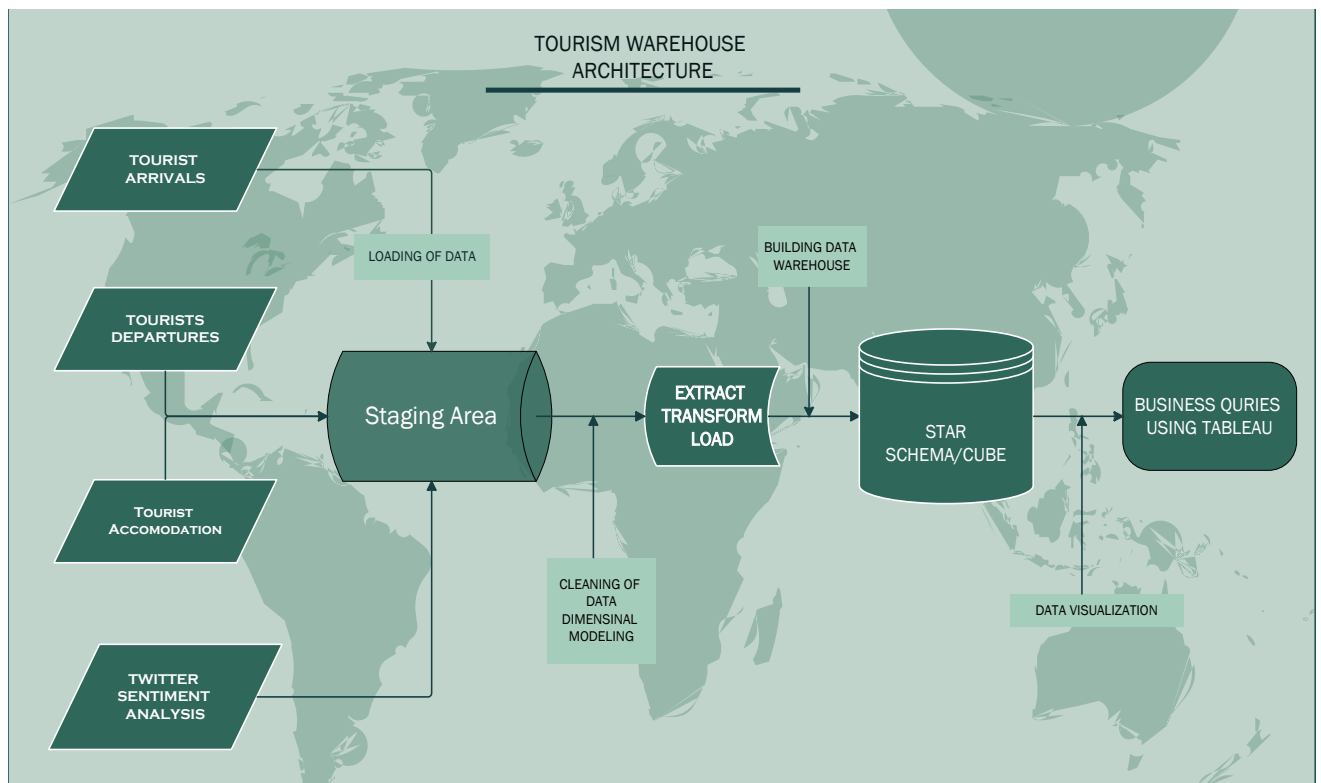 TOURISM WAREHOUSE
ARCHITECTURE
TOURIST
ARRIVALS
LOADING OF DATA
BUILDING DATA
WAREHOUSE
TOURISTS
DEPARTURES
Staging Area
EXTRACT
TRANSFORM
LOAD
STAR
SCHEMA/CUBE
BUSINESS QURIES
USING TABLEAU
TOURIST
ACCOMODATION
CLEANING OF
DATA
DIMENSINAL
MODELING
DATA VISUALIZATION
TWITTER
SENTIMENT
ANALYSIS